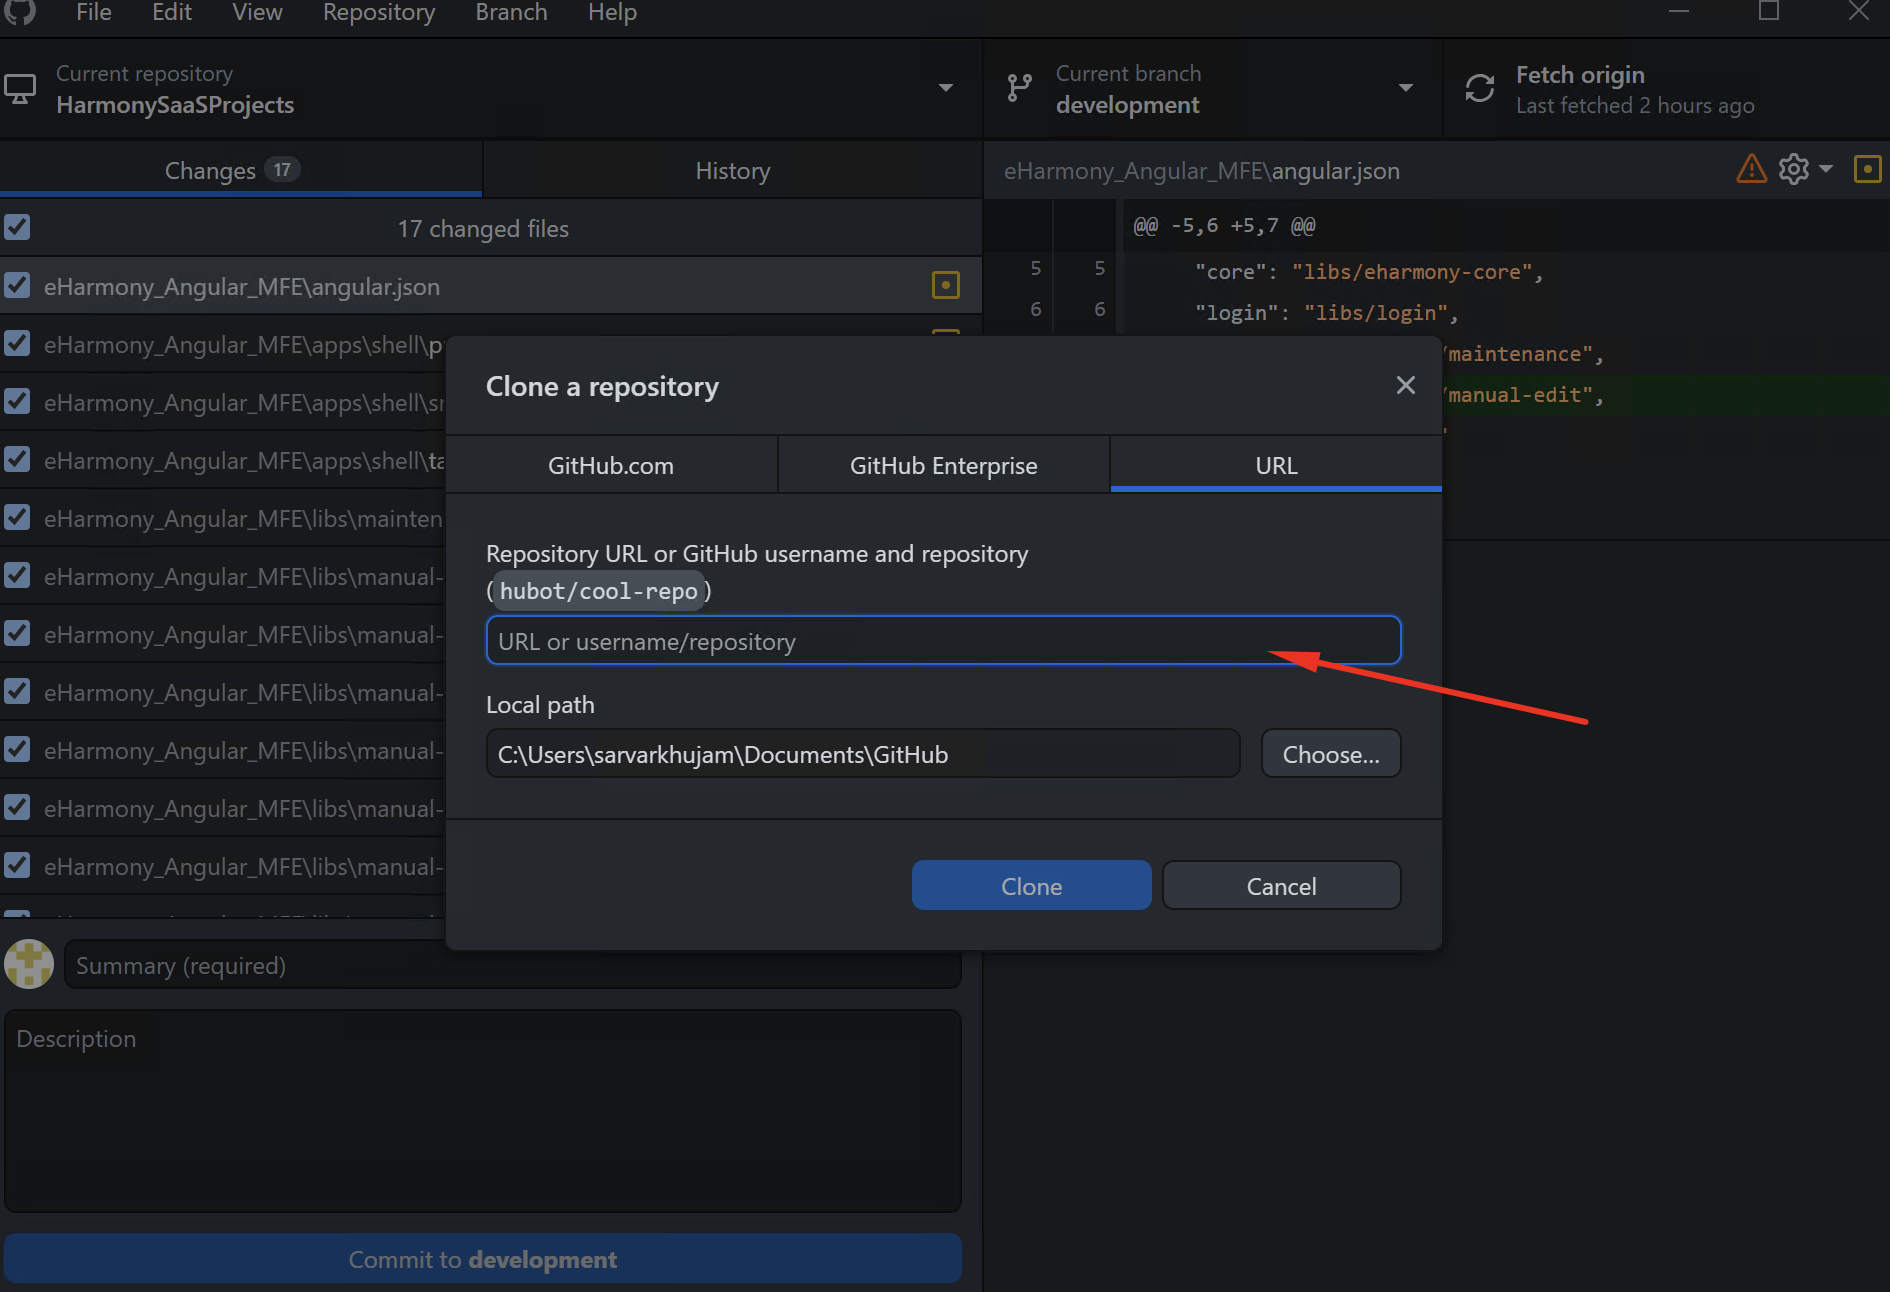 File Edit View Repository Branch Help
Current repository
HarmonySaaSProjects
Current branch
development
Fetch origin
Last fetched 2 hours ago
Changes 17
History
eHarmony_Angular_MFE\angular.json
17 changed files
eHarmony_Angular_MFE\angular.json
eHarmony_Angular_MFE\apps\shell\p
eHarmony_Angular_MFE\apps\shell\sr
eHarmony_Angular_MFE\apps\shell\ta
eHarmony_Angular_MFE\libs\mainten
eHarmony_Angular_MFE\libs\manual-
eHarmony_Angular_MFE\libs\manual-
eHarmony_Angular_MFE\libs\manual-
eHarmony_Angular_MFE\libs\manual-
eHarmony_Angular_MFE\libs\manual-
eHarmony_Angular_MFE\libs\manual-
@@ -5,6 +5,7 @@
5 5 "core": "libs/eharmony-core",
6 6 "login": "libs/login",
/maintenance",
/manual-edit",
"
Clone a repository
GitHub.com
GitHub Enterprise
URL
Repository URL or GitHub username and repository
(hubot/cool-repo)
URL or username/repository
Local path
C:\Users\sarvarkhujam\Documents\GitHub
Choose...
Clone
Cancel
Summary (required)
Description
Commit to development